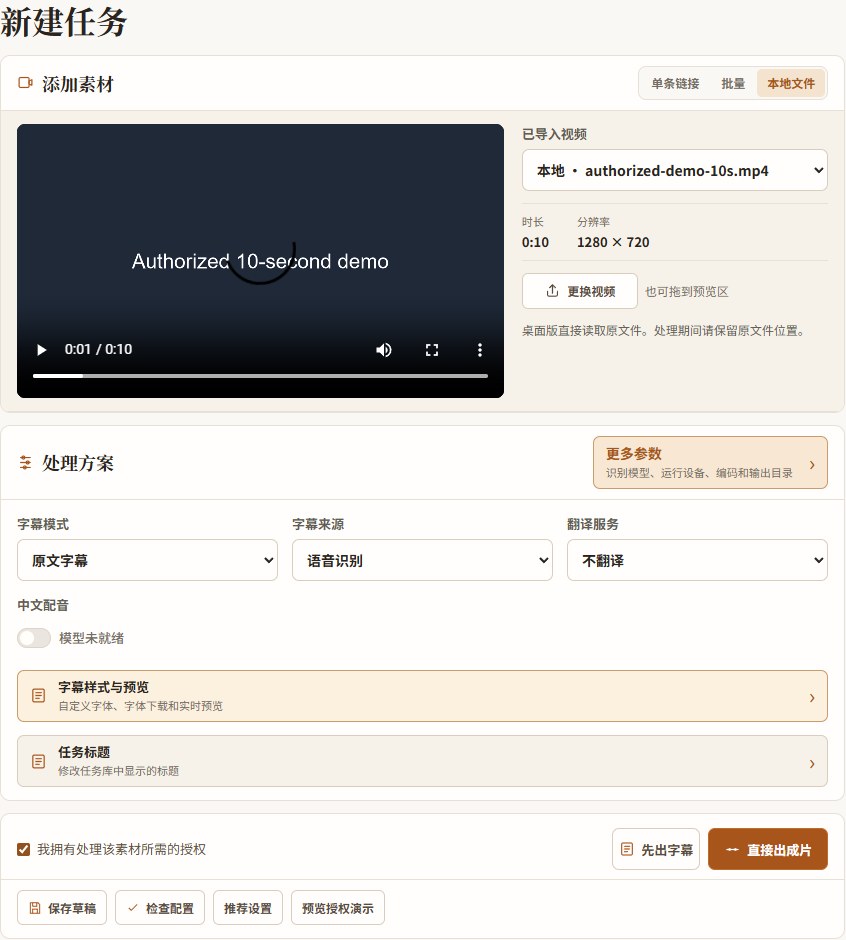 新建任务
添加素材
单条链接 批量 本地文件
Authorized 10-second demo
0:01 / 0:10
已导入视频
本地 · authorized-demo-10s.mp4
时长 分辨率
0:10 1280 × 720
更换视频 也可拖到预览区
桌面版直接读取原文件。处理期间请保留原文件位置。
处理方案
更多参数
识别模型、运行设备、编码和输出目录
字幕模式 字幕来源 翻译服务
原文字幕 语音识别 不翻译
中文配音
模型未就绪
字幕样式与预览
自定义字体、字体下载和实时预览
任务标题
修改任务库中显示的标题
我拥有处理该素材所需的授权
先出字幕 直接出成片
保存草稿 检查配置 推荐设置 预览授权演示